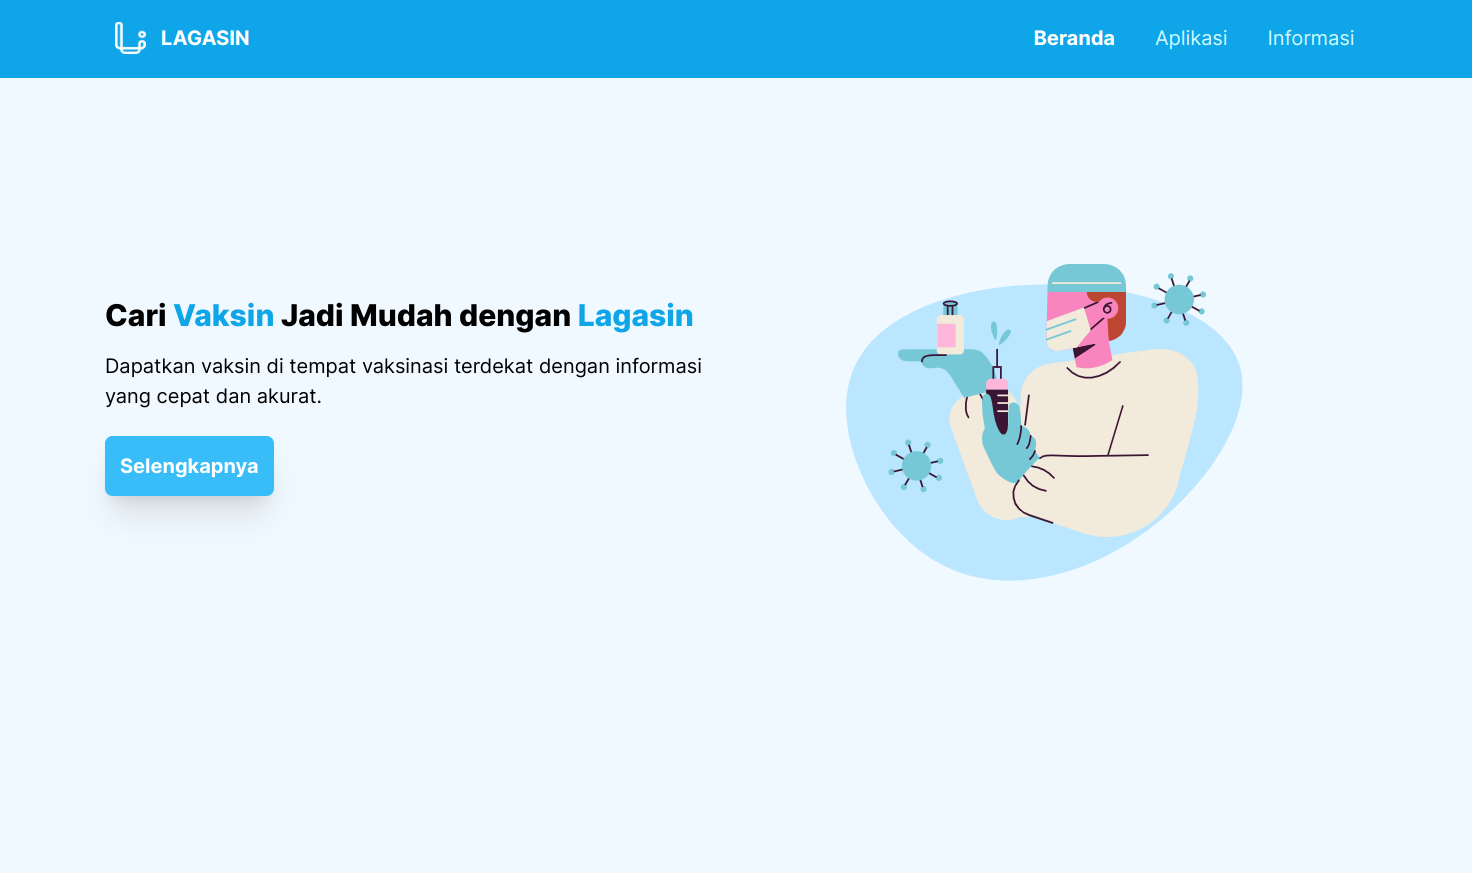 LAGASIN
Beranda Aplikasi Informasi
Cari Vaksin Jadi Mudah dengan Lagasin
Dapatkan vaksin di tempat vaksinasi terdekat dengan informasi
yang cepat dan akurat.
Selengkapnya